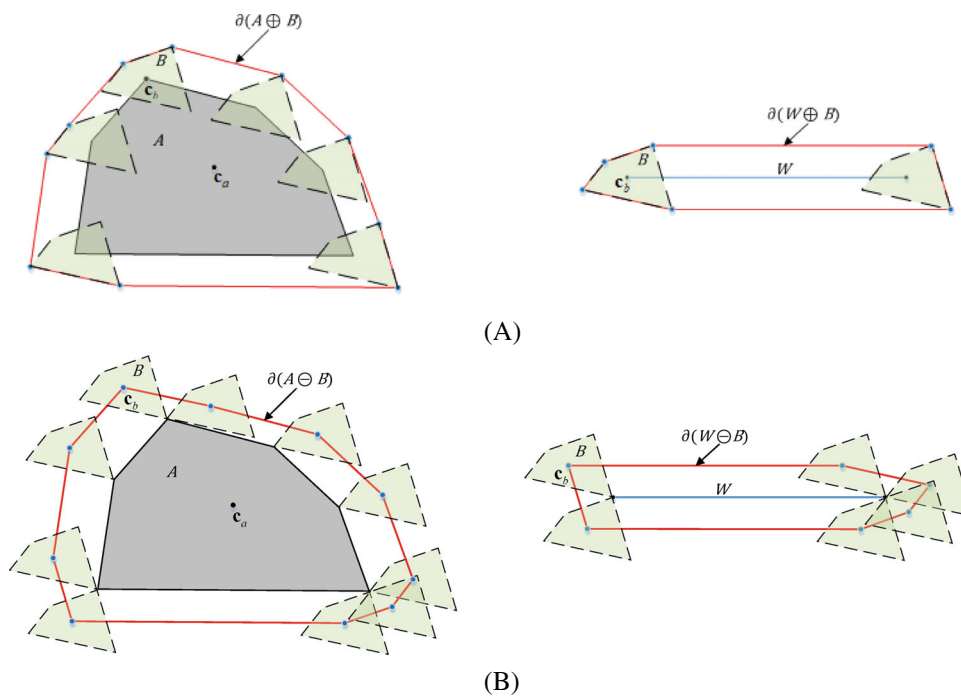 ∂(A ⊕ B)
B
c_b
A
c_a
∂(W ⊕ B)
B
c_b
W
(A)
B
c_b
∂(A ⊖ B)
A
c_a
∂(W ⊖ B)
B
c_b
W
(B)